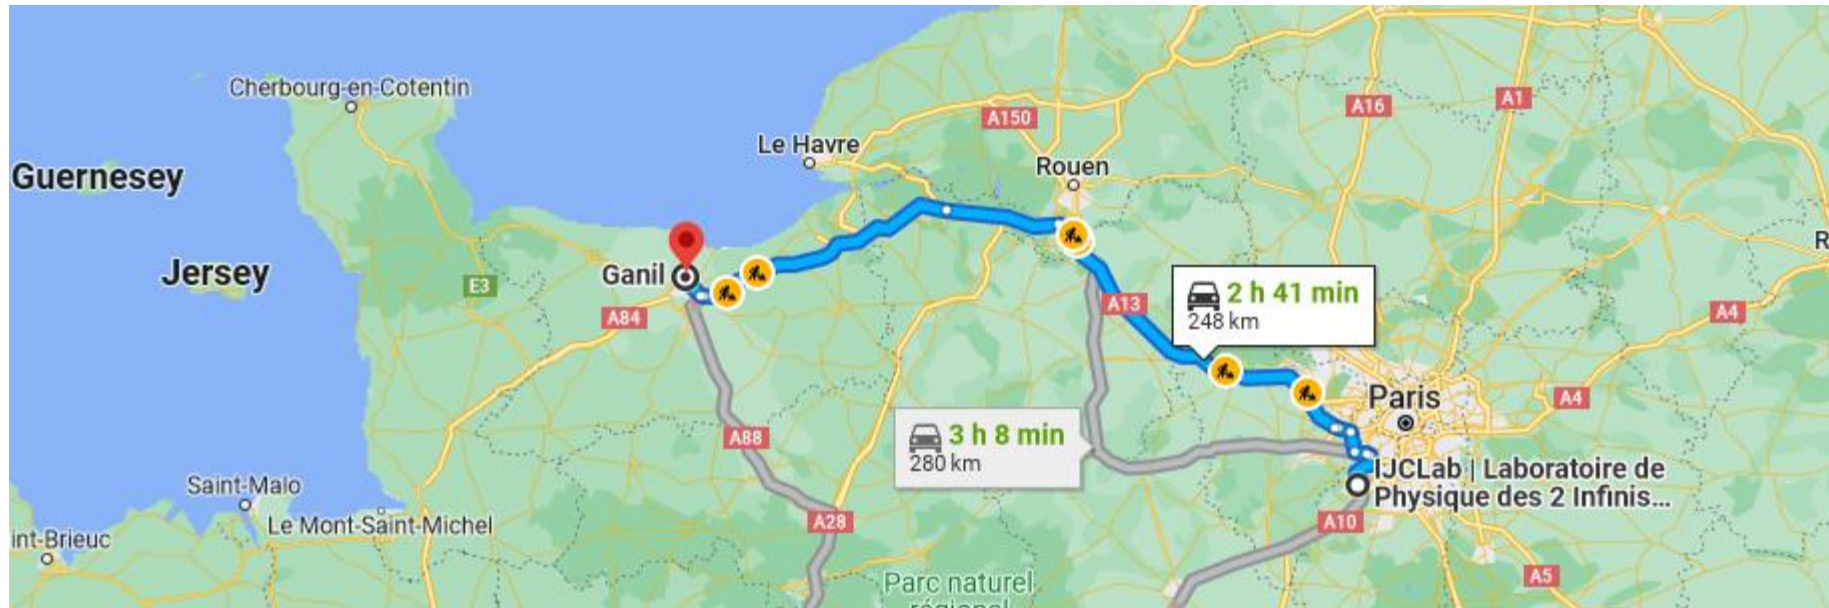 Cherbourg-en-Cotentin
A16
A1
A150
Le Havre
Rouen
Guernesey
R
Jersey
Ganil
E3
A84
A13
2 h 41 min
248 km
A4
Paris
A4
3 h 8 min
280 km
A88
IJCLab | Laboratoire de
Physique des 2 Infinis...
Saint-Malo
Le Mont-Saint-Michel
A28
A10
int-Brieuc
A5
Parc naturel
régional